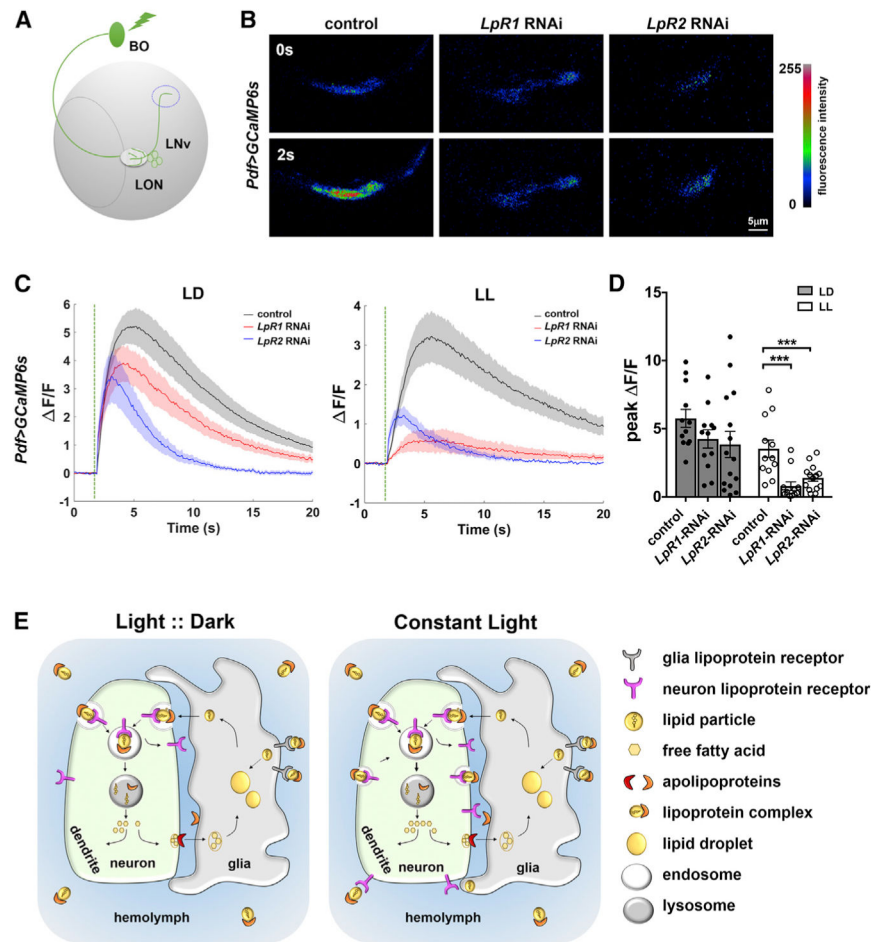 A
BO
LNv
LON
B
control
LpR1 RNAi
LpR2 RNAi
Pdf>GCaMP6s
0s
2s
5μm
255
0
fluorescence intensity
C
LD
Pdf>GCaMP6s
ΔF/F
6
5
4
3
2
1
0
-1
control
LpR1 RNAi
LpR2 RNAi
0 5 10 15 20
Time (s)
LL
ΔF/F
4
3
2
1
0
-1
control
LpR1 RNAi
LpR2 RNAi
0 5 10 15 20
Time (s)
D
LD
LL
peak ΔF/F
15
10
5
0
***
***
control
LpR1-RNAi
LpR2-RNAi
control
LpR1-RNAi
LpR2-RNAi
E
Light :: Dark
dendrite
neuron
glia
hemolymph
Constant Light
dendrite
neuron
glia
hemolymph
glia lipoprotein receptor
neuron lipoprotein receptor
lipid particle
free fatty acid
apolipoproteins
lipoprotein complex
lipid droplet
endosome
lysosome